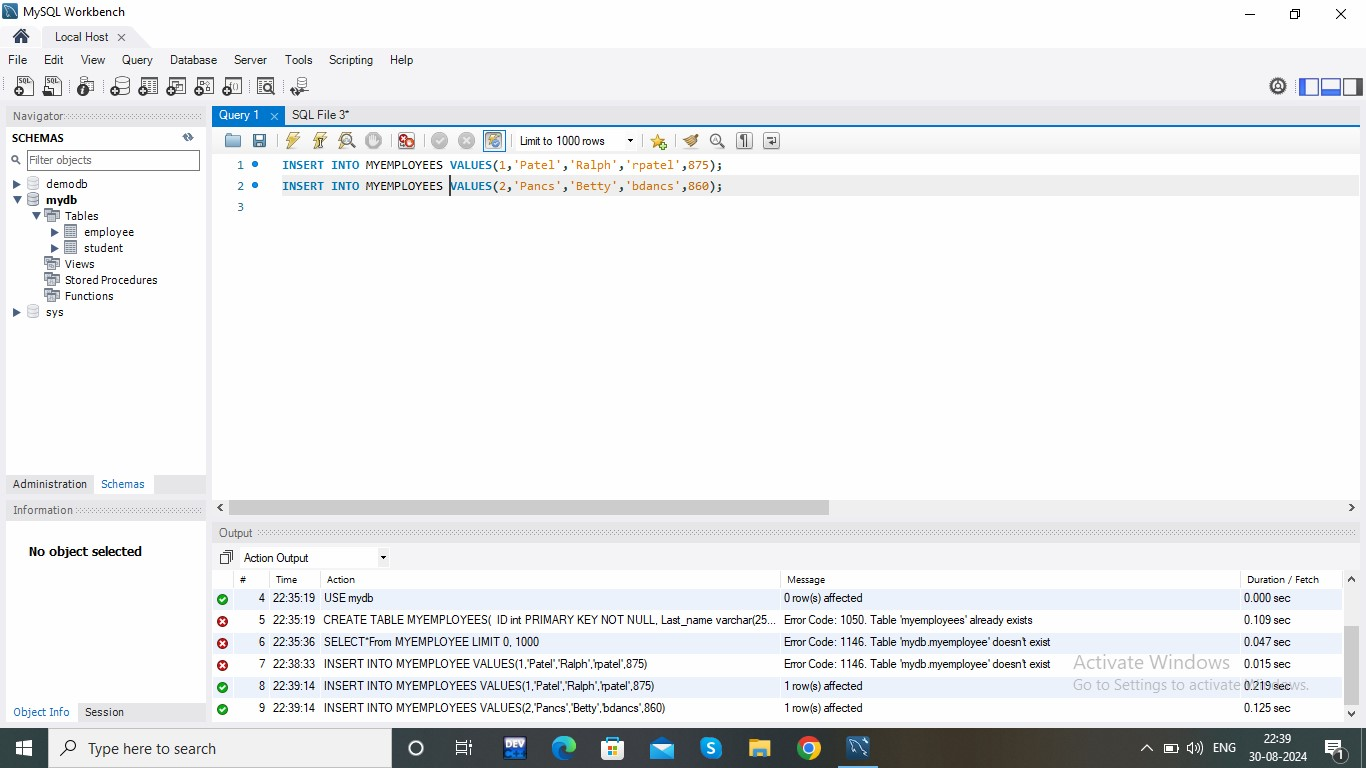 MySQL Workbench
Local Host
File Edit View Query Database Server Tools Scripting Help
Navigator
SCHEMAS
Filter objects
demodb
mydb
Tables
employee
student
Views
Stored Procedures
Functions
sys
Administration Schemas
Information
No object selected
Object Info Session
Query 1 SQL File 3*
Limit to 1000 rows
1 INSERT INTO MYEMPLOYEES VALUES(1,'Patel','Ralph','rpatel',875);
2 INSERT INTO MYEMPLOYEES VALUES(2,'Pancs','Betty','bdancs',860);
3
Output
Action Output
# Time Action Message Duration / Fetch
4 22:35:19 USE mydb 0 row(s) affected 0.000 sec
5 22:35:19 CREATE TABLE MYEMPLOYEES( ID int PRIMARY KEY NOT NULL, Last_name varchar(25... Error Code: 1050. Table 'myemployees' already exists 0.109 sec
6 22:35:36 SELECT*From MYEMPLOYEE LIMIT 0, 1000 Error Code: 1146. Table 'mydb.myemployee' doesn't exist 0.047 sec
7 22:38:33 INSERT INTO MYEMPLOYEE VALUES(1,'Patel','Ralph','rpatel',875) Error Code: 1146. Table 'mydb.myemployee' doesn't exist 0.015 sec
8 22:39:14 INSERT INTO MYEMPLOYEES VALUES(1,'Patel','Ralph','rpatel',875) 1 row(s) affected 0.219 sec
9 22:39:14 INSERT INTO MYEMPLOYEES VALUES(2,'Pancs','Betty','bdancs',860) 1 row(s) affected 0.125 sec
Activate Windows
Go to Settings to activate Windows.
Type here to search
DEV
ENG
22:39
30-08-2024
1